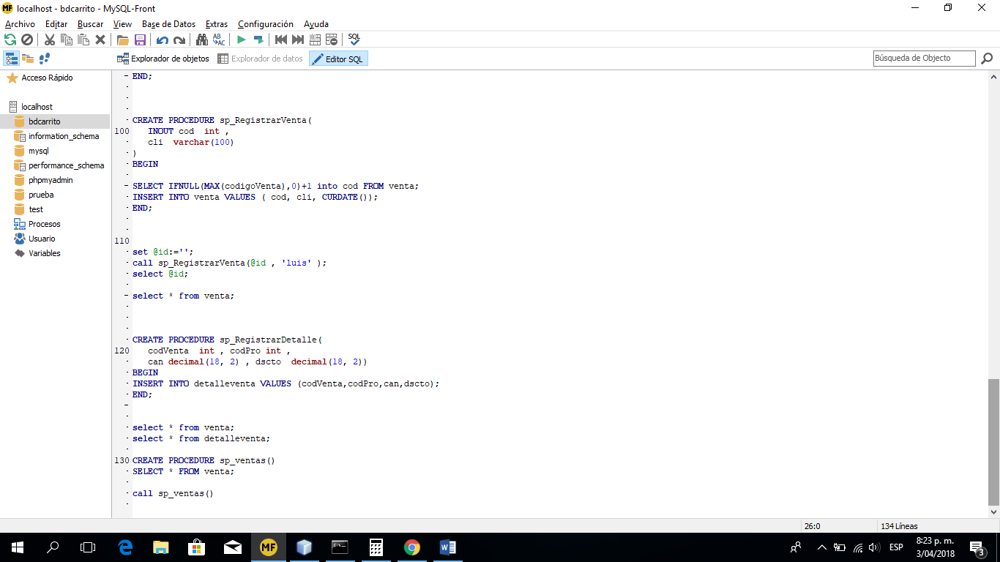 MF localhost - bdcarrito - MySQL-Front
Archivo Editar Buscar View Base de Datos Extras Configuración Ayuda
AB AC SQL
Explorador de objetos Explorador de datos Editor SQL Búsqueda de Objecto
Acceso Rápido
localhost
bdcarrito
information_schema
mysql
performance_schema
phpmyadmin
prueba
test
Procesos
Usuario
Variables
END;
CREATE PROCEDURE sp_RegistrarVenta(
100 INOUT cod  int ,
cli  varchar(100)
)
BEGIN
SELECT IFNULL(MAX(codigoVenta),0)+1 into cod FROM venta;
INSERT INTO venta VALUES ( cod, cli, CURDATE());
END;
110
set @id:='';
call sp_RegistrarVenta(@id , 'luis' );
select @id;
select * from venta;
CREATE PROCEDURE sp_RegistrarDetalle(
120 codVenta  int , codPro int ,
can decimal(18, 2) , dscto  decimal(18, 2))
BEGIN
INSERT INTO detalleventa VALUES (codVenta,codPro,can,dscto);
END;
select * from venta;
select * from detalleventa;
130 CREATE PROCEDURE sp_ventas()
SELECT * FROM venta;
call sp_ventas()
26:0 134 Líneas
MF ESP 8:23 p. m.
3/04/2018 3